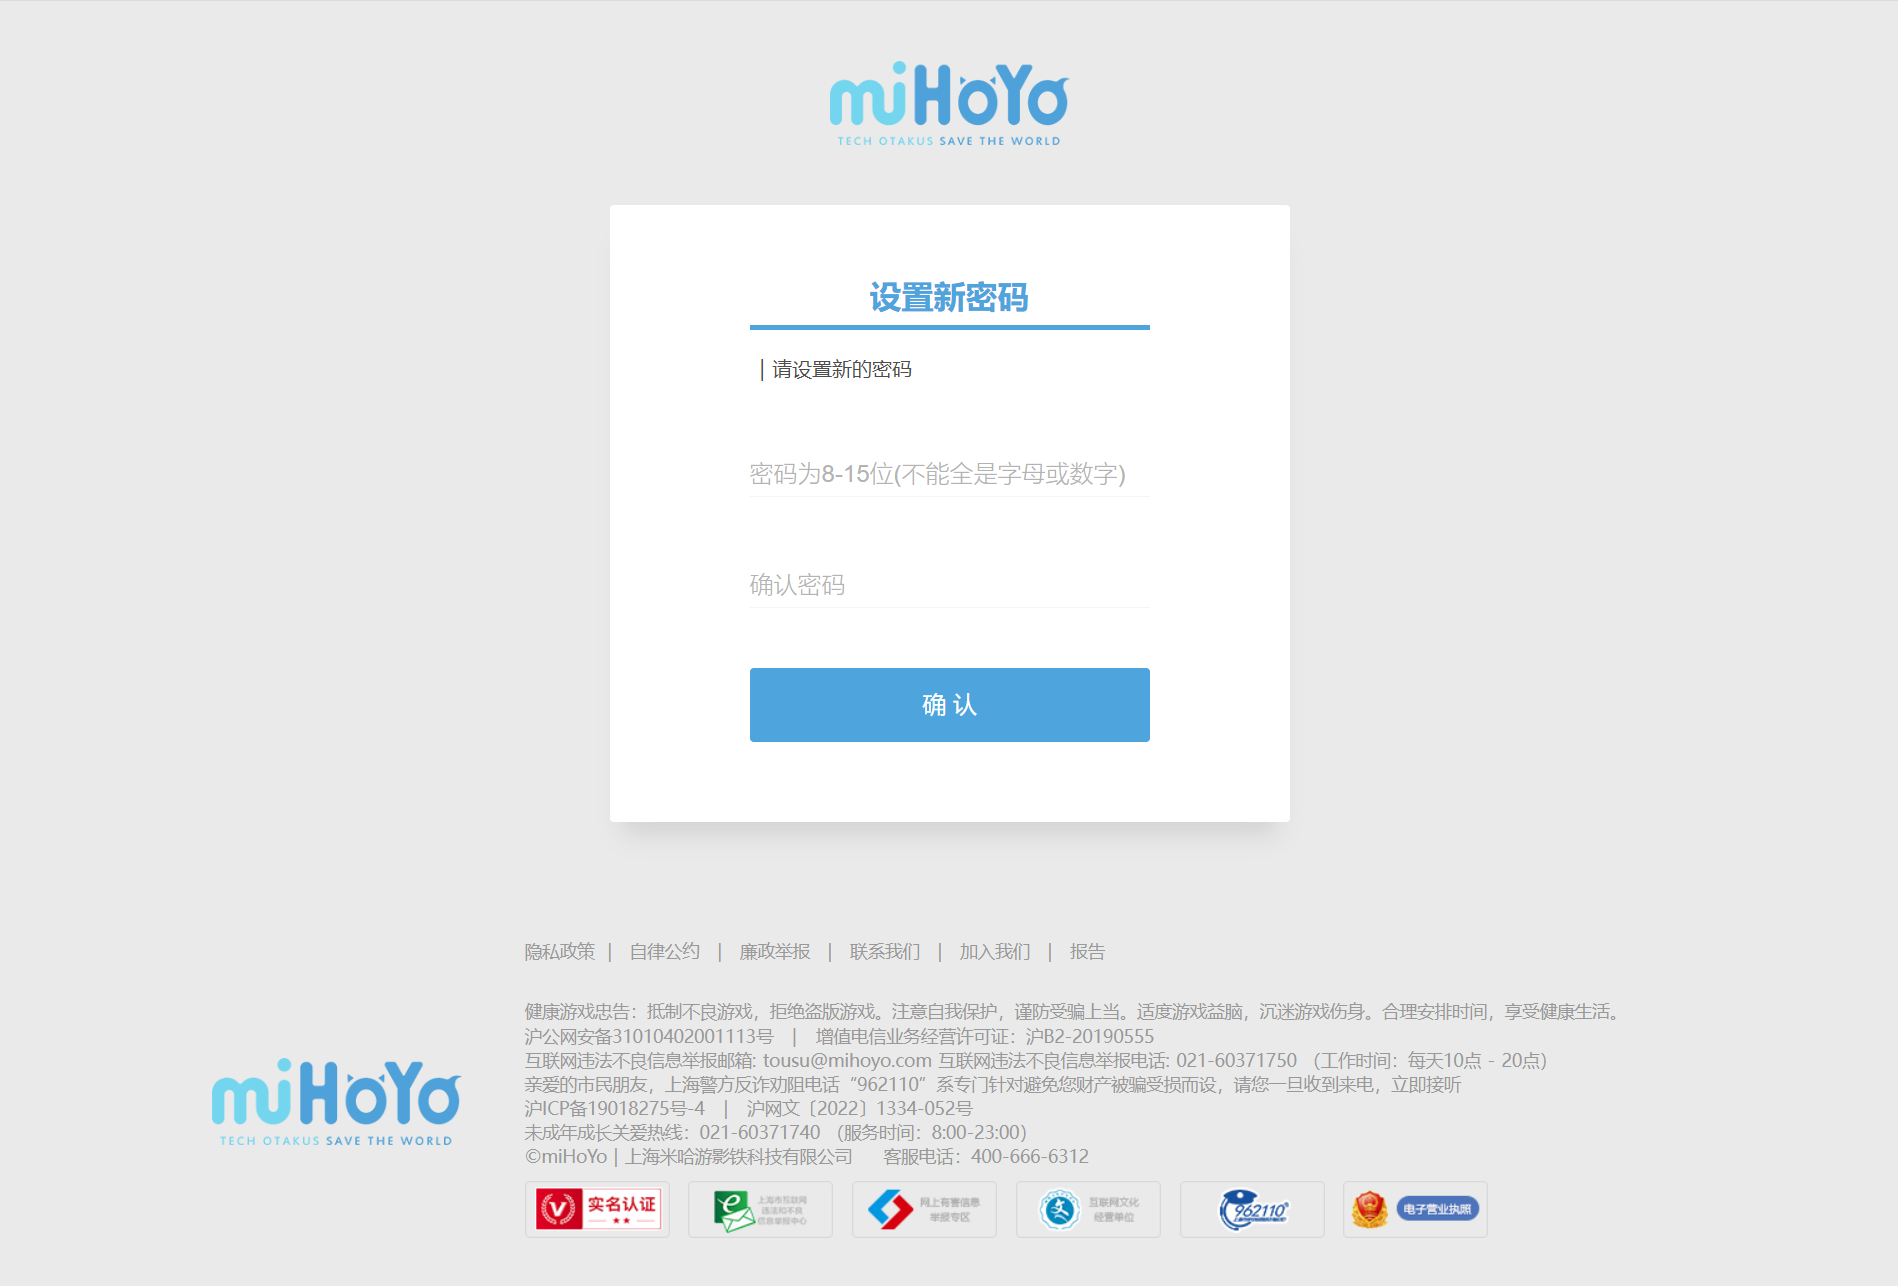 miHoYo
TECH OTAKUS SAVE THE WORLD
设置新密码
| 请设置新的密码
密码为8-15位(不能全是字母或数字)
确认密码
确 认
隐私政策 | 自律公约 | 廉政举报 | 联系我们 | 加入我们 | 报告
健康游戏忠告：抵制不良游戏，拒绝盗版游戏。注意自我保护，谨防受骗上当。适度游戏益脑，沉迷游戏伤身。合理安排时间，享受健康生活。
沪公网安备31010402001113号 | 增值电信业务经营许可证：沪B2-20190555
互联网违法不良信息举报邮箱: tousu@mihoyo.com 互联网违法不良信息举报电话: 021-60371750 （工作时间：每天10点 - 20点）
亲爱的市民朋友，上海警方反诈劝阻电话“962110”系专门针对避免您财产被骗受损而设，请您一旦收到来电，立即接听
沪ICP备19018275号-4 | 沪网文〔2022〕1334-052号
未成年成长关爱热线：021-60371740 （服务时间：8:00-23:00）
©miHoYo | 上海米哈游影铁科技有限公司 客服电话：400-666-6312
miHoYo
TECH OTAKUS SAVE THE WORLD
实名认证
上海市互联网
违法和不良
信息举报中心
网上有害信息
举报专区
互联网文化
经营单位
962110
电子营业执照